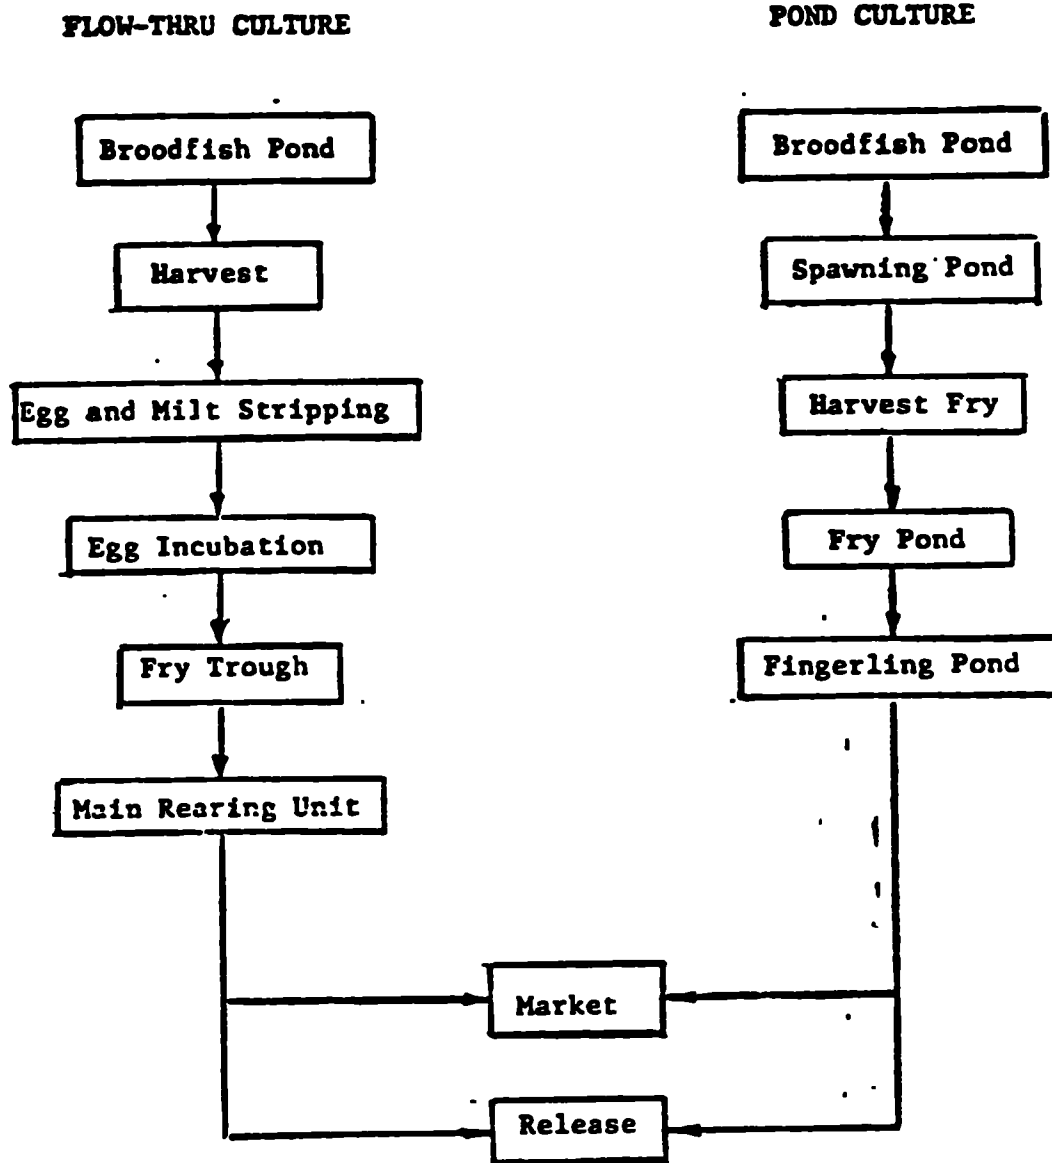 FLOW-THRU CULTURE
Broodfish Pond
Harvest
Egg and Milt Stripping
Egg Incubation
Fry Trough
Main Rearing Unit
POND CULTURE
Broodfish Pond
Spawning Pond
Harvest Fry
Fry Pond
Fingerling Pond
Market
Release